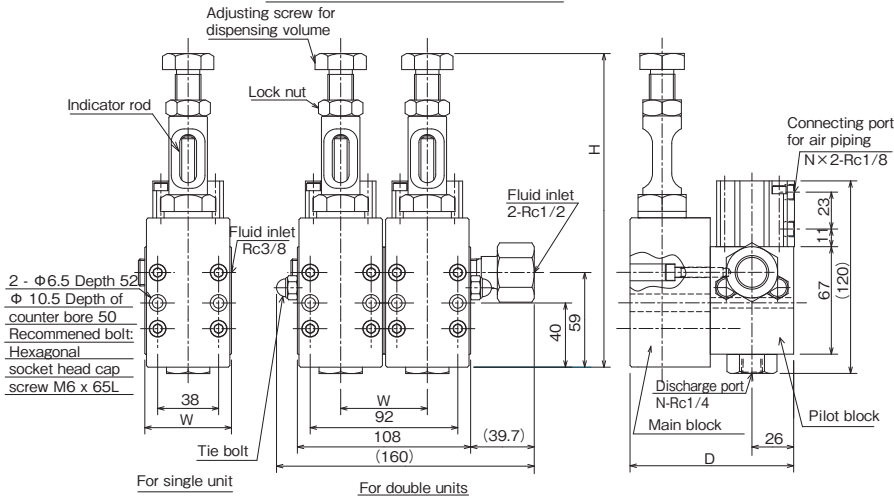 Adjusting screw for
dispensing volume
Indicator rod
Lock nut
H
Connecting port
for air piping
N×2-Rc1/8
Fluid inlet
2-Rc1/2
Fluid inlet
Rc3/8
23
11
67
(120)
2 - Φ6.5 Depth 52
Φ 10.5 Depth of
counter bore 50
Recommened bolt:
Hexagonal
socket head cap
screw M6 x 65L
40
59
38
W
W
92
108
(39.7)
(160)
Tie bolt
Discharge port
N-Rc1/4
Main block
Pilot block
26
D
For single unit
For double units